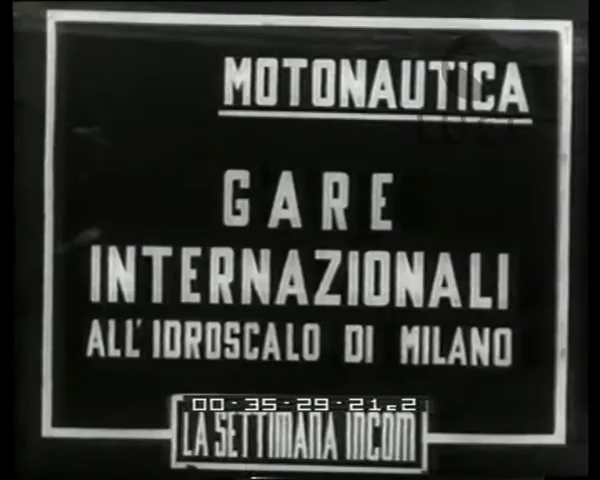 MOTONAUTICA
GARE
INTERNAZIONALI
ALL'IDROSCALO DI MILANO
00-35-29-21.2
LA SETTIMANA INCOM